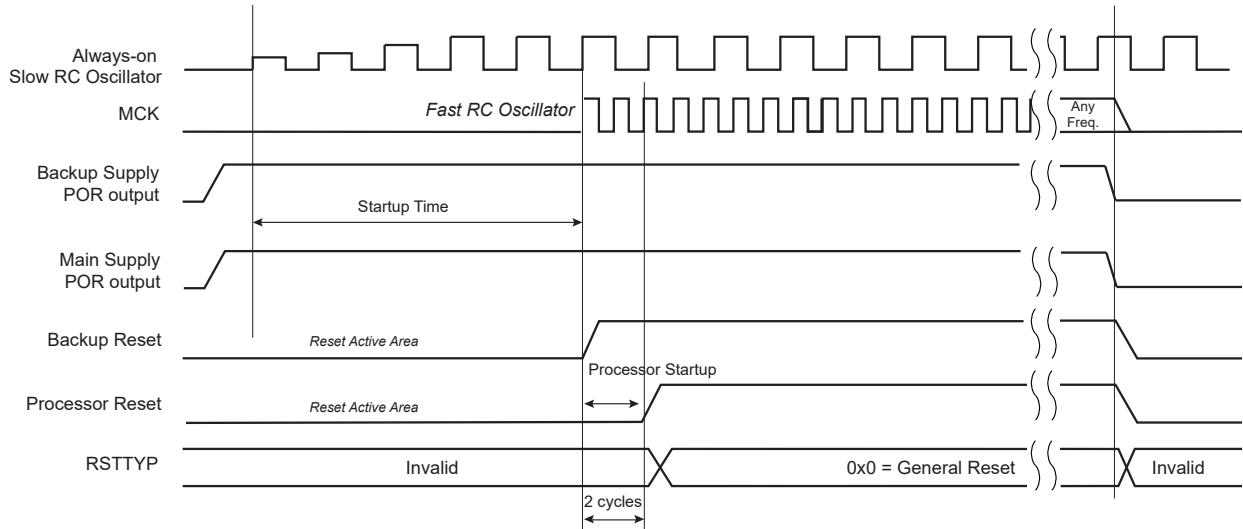 Always-on
Slow RC Oscillator
MCK
Fast RC Oscillator
Any
Freq.
Backup Supply
POR output
Startup Time
Main Supply
POR output
Backup Reset
Reset Active Area
Processor Startup
Processor Reset
Reset Active Area
RSTTYP
Invalid
0x0 = General Reset
Invalid
2 cycles